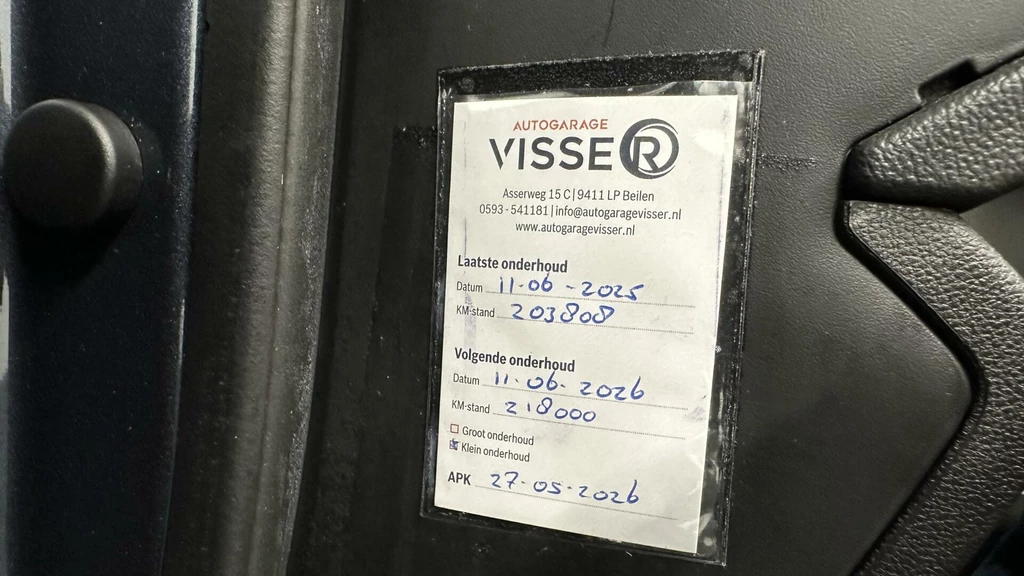 AUTOGARAGE
VISSER
Asserweg 15 C | 9411 LP Beilen
0593 - 541181 | info@autogaragevisser.nl
www.autogaragevisser.nl
Laatste onderhoud
Datum 11-06-2025
KM-stand 203808
Volgende onderhoud
Datum 11-06-2026
KM-stand 218000
Groot onderhoud
Klein onderhoud
APK 27-05-2026